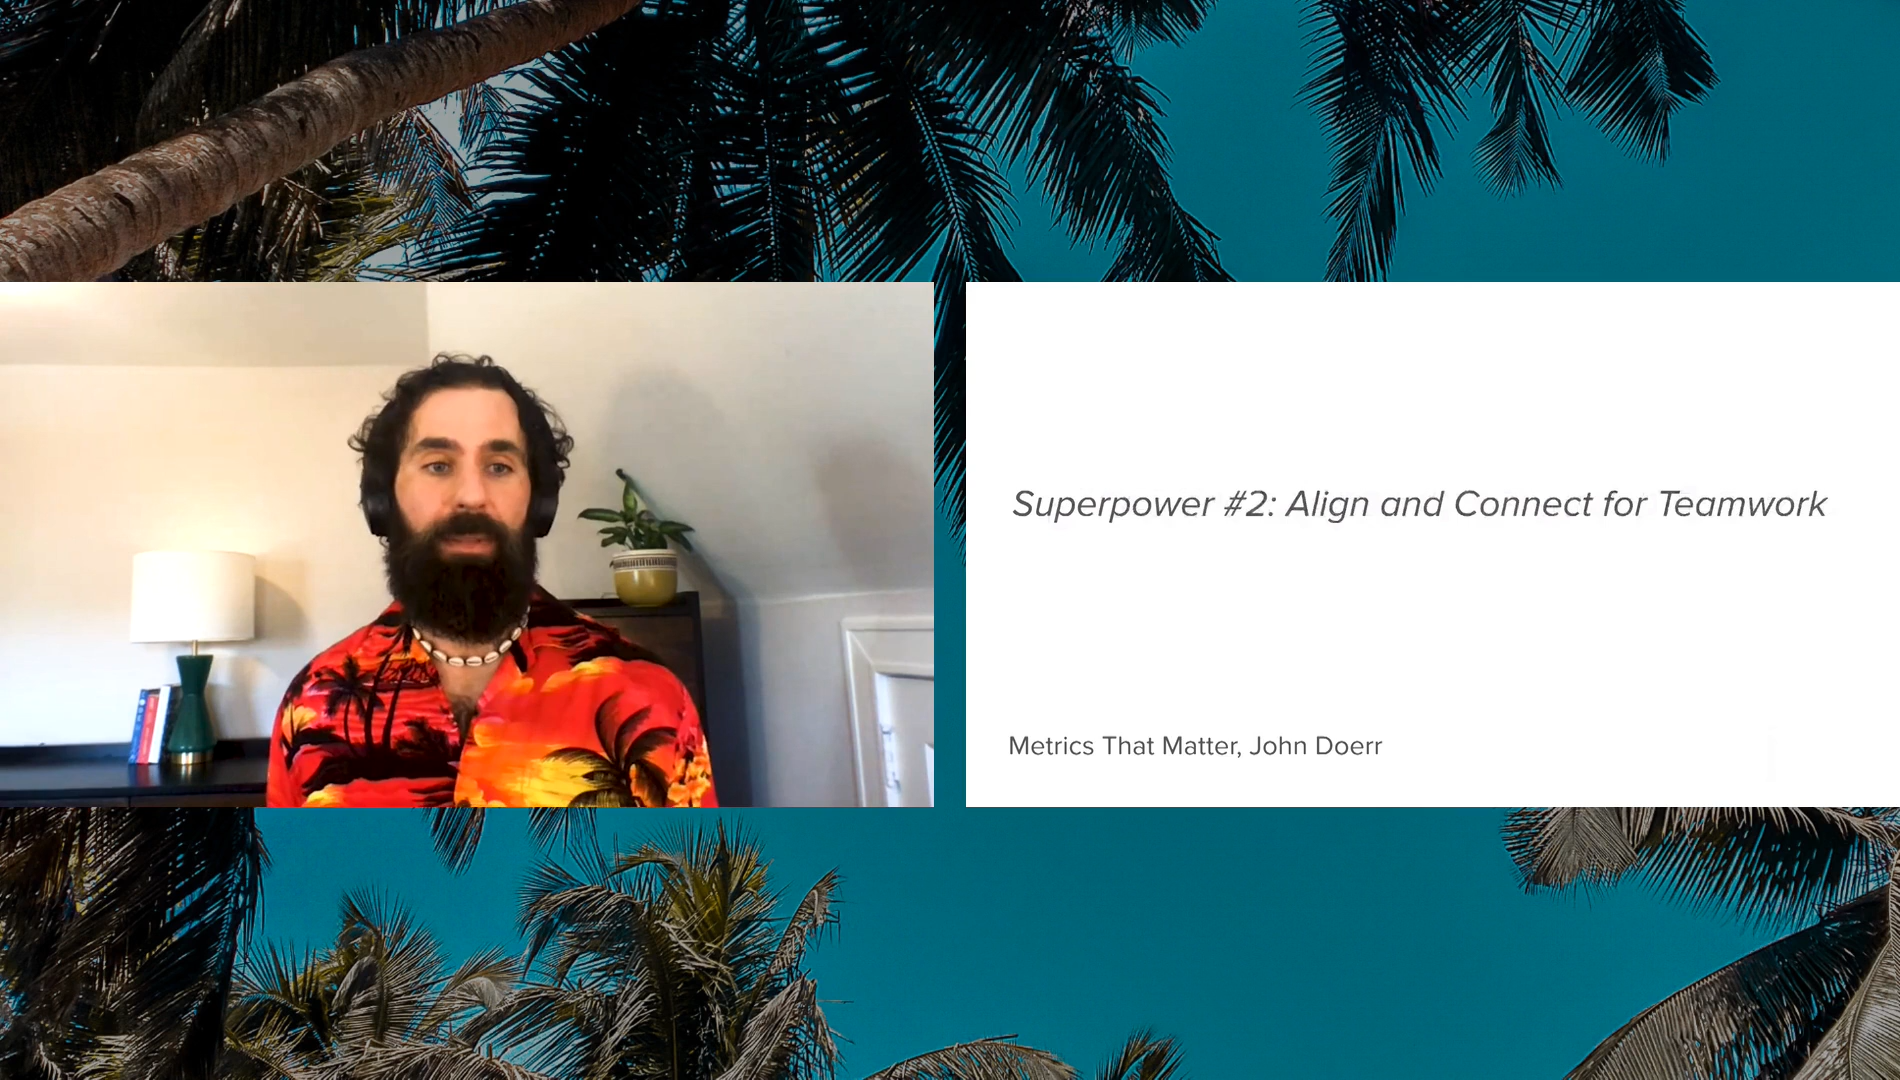 Superpower #2: Align and Connect for Teamwork
Metrics That Matter, John Doerr